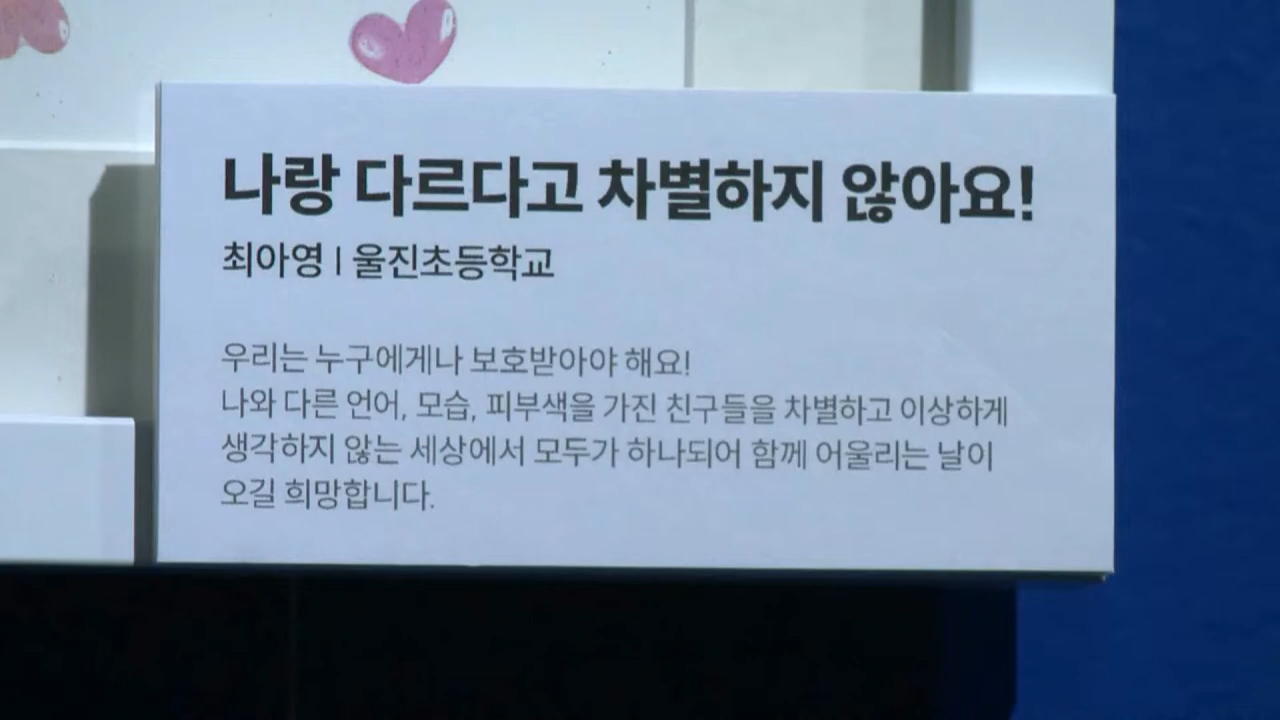 나랑 다르다고 차별하지 않아요!
최아영 | 울진초등학교
우리는 누구에게나 보호받아야 해요!
나와 다른 언어, 모습, 피부색을 가진 친구들을 차별하고 이상하게
생각하지 않는 세상에서 모두가 하나되어 함께 어울리는 날이
오길 희망합니다.